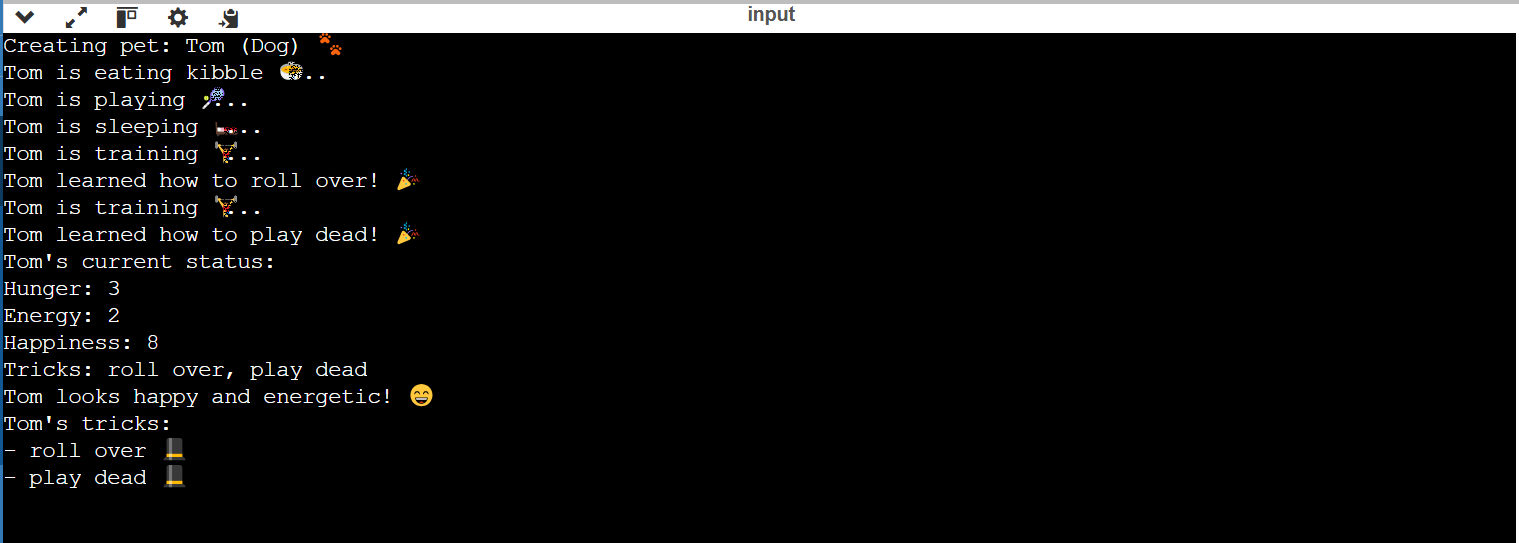 input
Creating pet: Tom (Dog) 🐾
Tom is eating kibble 🍲...
Tom is playing 🎾...
Tom is sleeping 🛏️...
Tom is training 🏋️...
Tom learned how to roll over! 🎉
Tom is training 🏋️...
Tom learned how to play dead! 🎉
Tom's current status:
Hunger: 3
Energy: 2
Happiness: 8
Tricks: roll over, play dead
Tom looks happy and energetic! 😄
Tom's tricks:
- roll over 🎩
- play dead 🎩